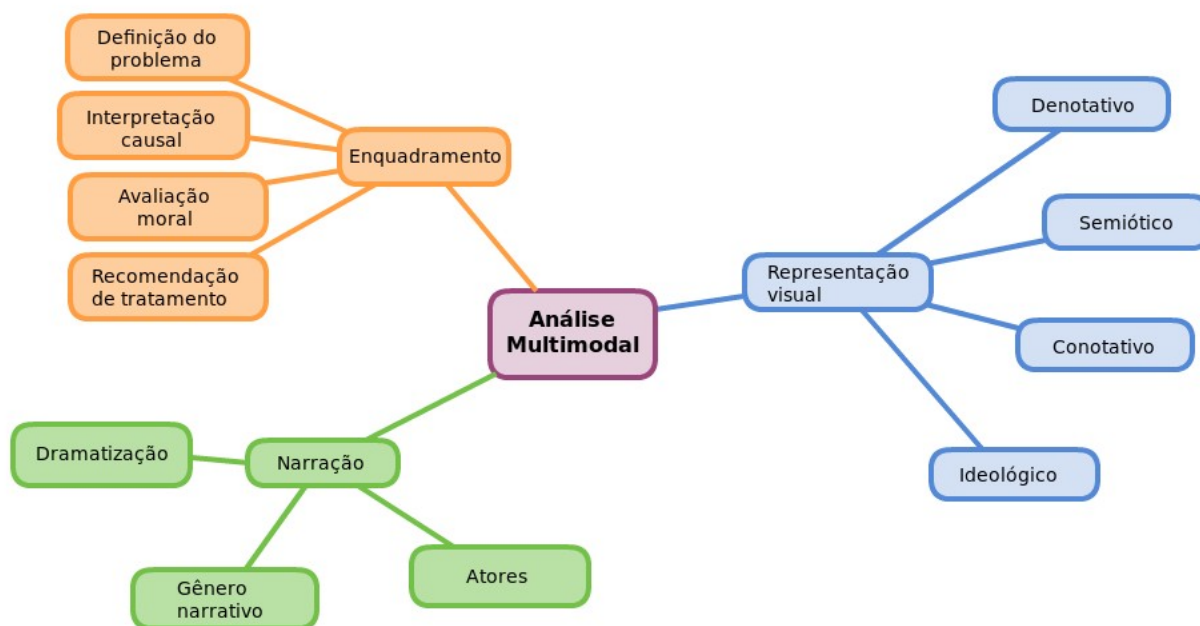 Definição do
problema
Interpretação
causal
Avaliação
moral
Recomendação
de tratamento
Enquadramento
Análise
Multimodal
Representação
visual
Denotativo
Semiótico
Conotativo
Ideológico
Narração
Dramatização
Gênero
narrativo
Atores